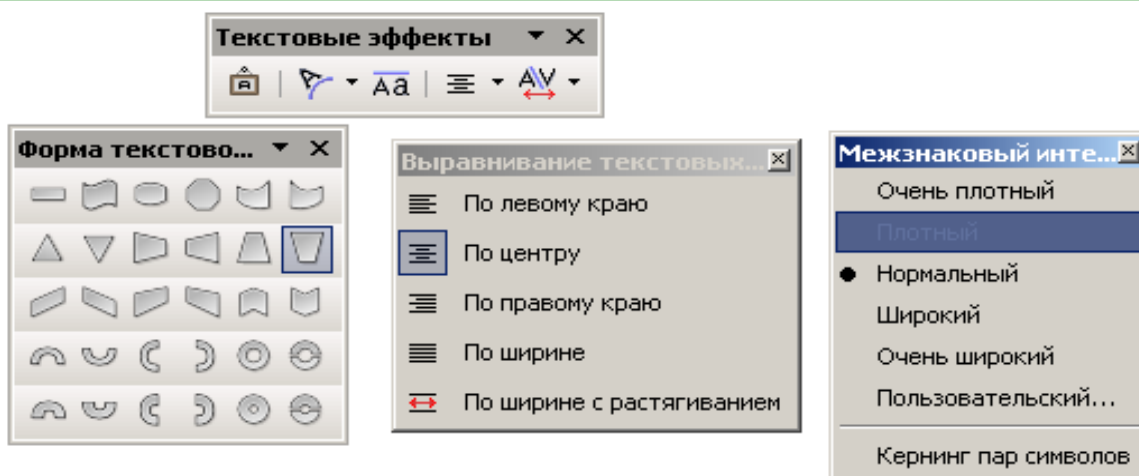 Текстовые эффекты
Форма текстово...
Выравнивание текстовых...
По левому краю
По центру
По правому краю
По ширине
По ширине с растягиванием
Межзнаковый инте...
Очень плотный
Плотный
Нормальный
Широкий
Очень широкий
Пользовательский...
Кернинг пар символов